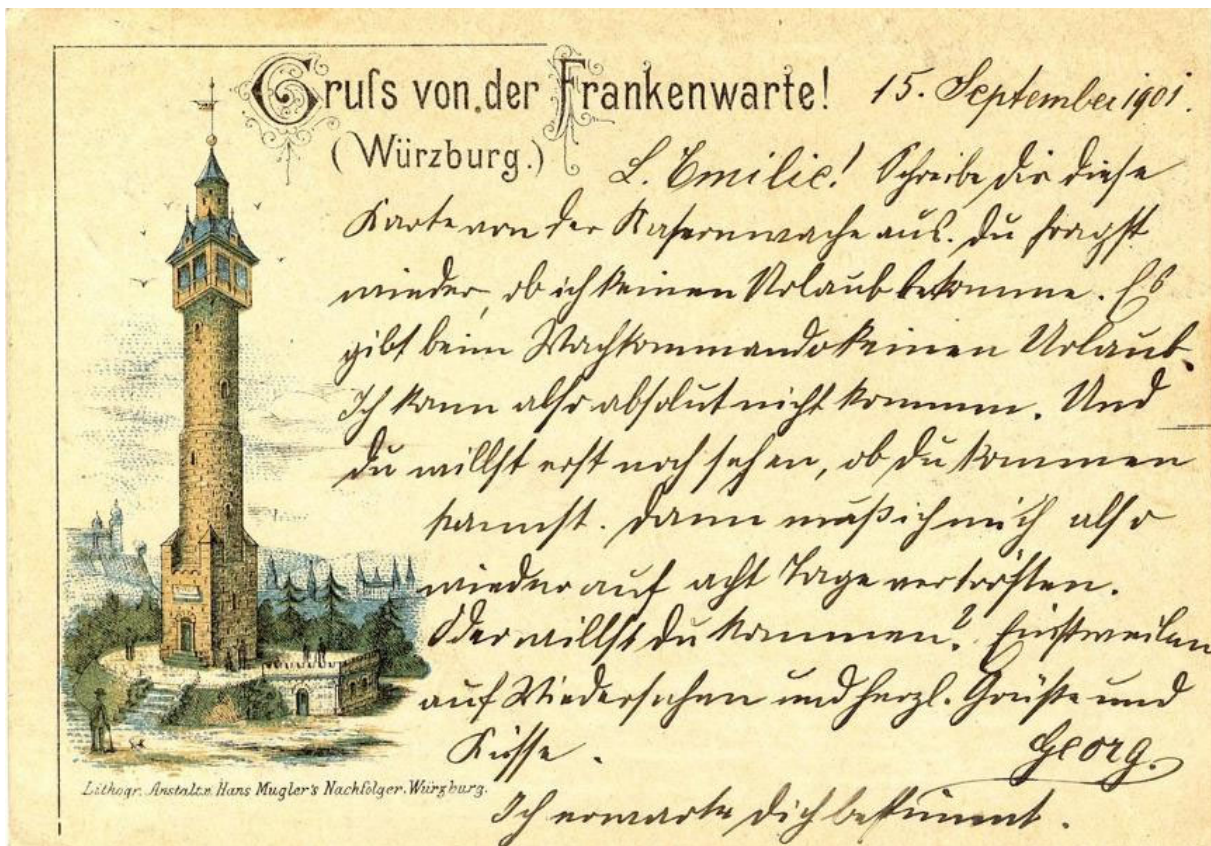 Gruſs von der Frankenwarte!
(Würzburg.)
15. September 1901.
L. Emilie! Schreibe dir diese
Karte von der Kasernwache aus. Du fragst
wieder, ob ich keinen Urlaub bekomme. Es
gibt beim Wachkommando keinen Urlaub.
Ich kann also absolut nicht kommen. Und
du willst erst noch sehen, ob du kommen
kannst. Dann muß ich mich also
wieder auf acht Tage vertrösten.
Oder willst du kommen? Einstweilen
auf Wiedersehen und herzl. Grüße und
Küsse.
Georg.
Ich erwarte dich bestimmt.
Lithogr. Anstalt v. Hans Mugler's Nachfolger. Würzburg.